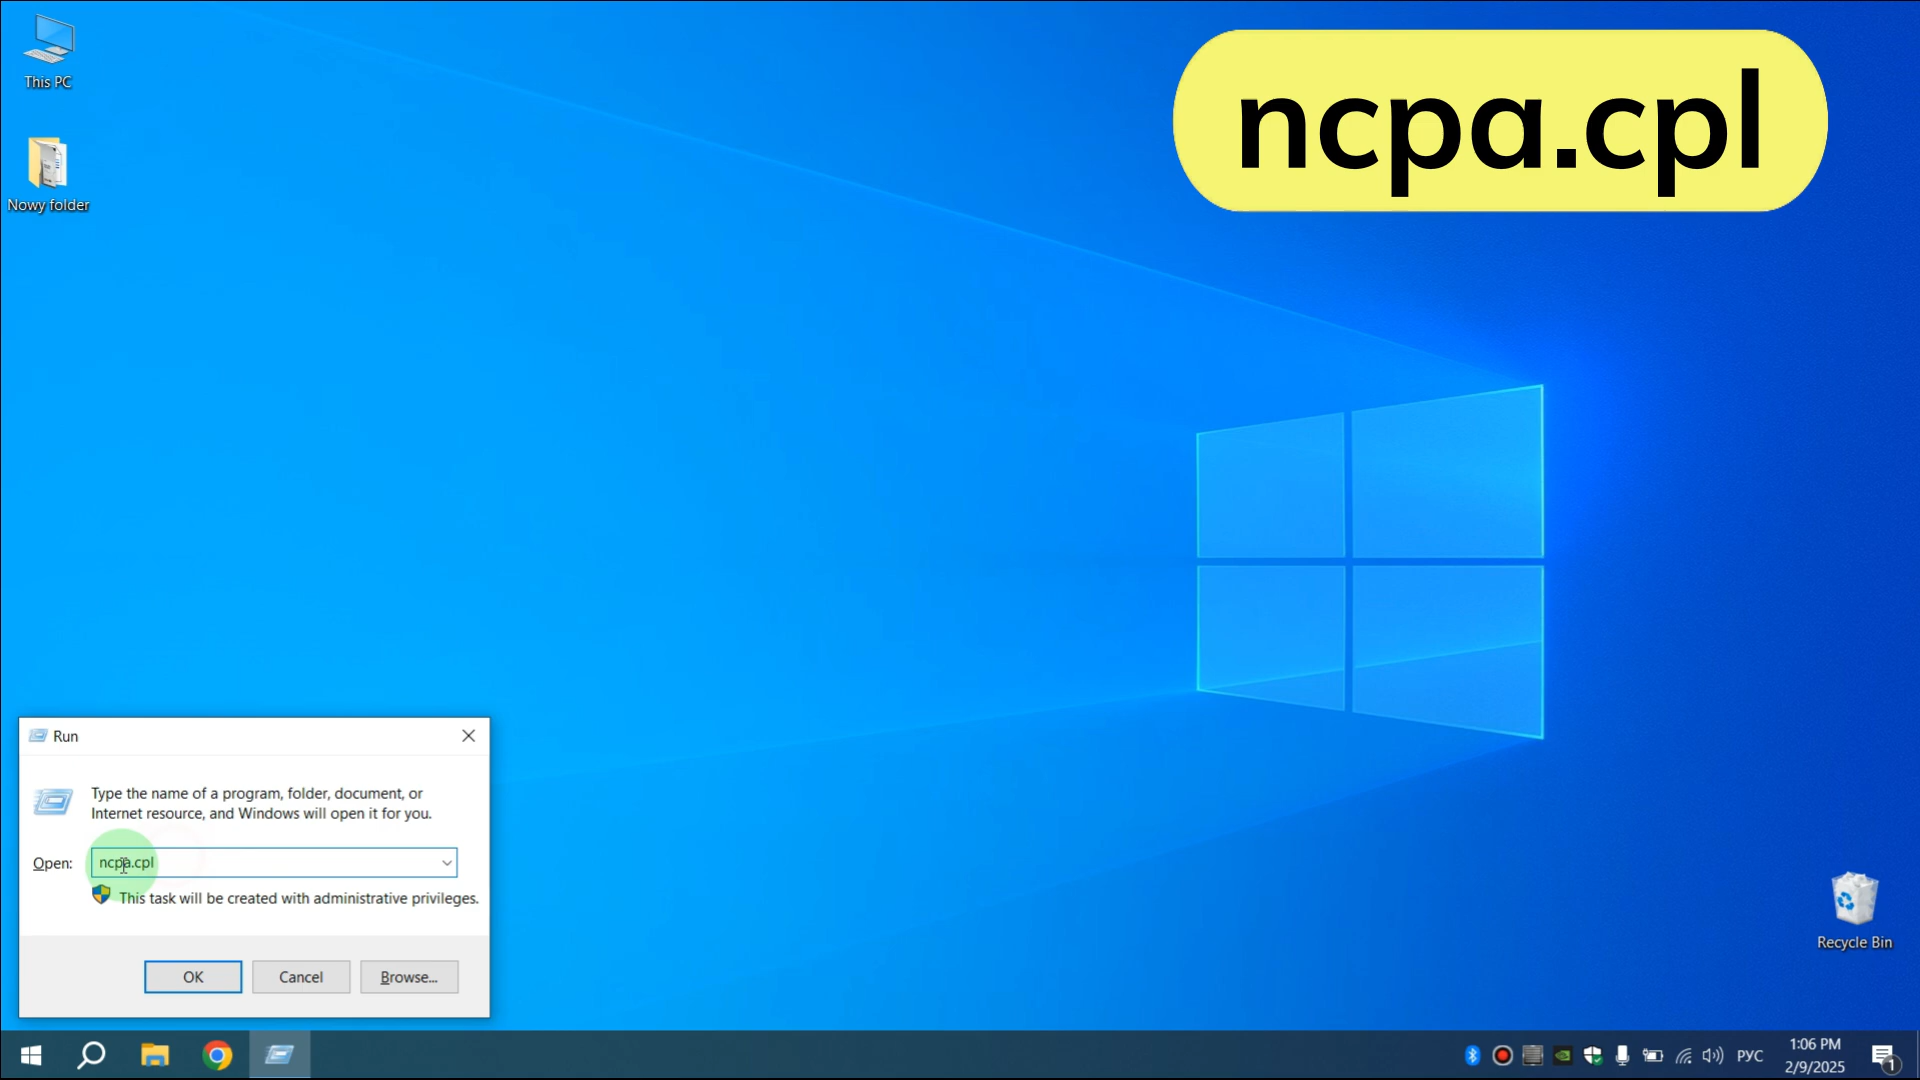 This PC
Nowy folder
ncpa.cpl
Run
Type the name of a program, folder, document, or
Internet resource, and Windows will open it for you.
Open: ncpa.cpl
This task will be created with administrative privileges.
OK Cancel Browse...
Recycle Bin
РУС
1:06 PM
2/9/2025
1